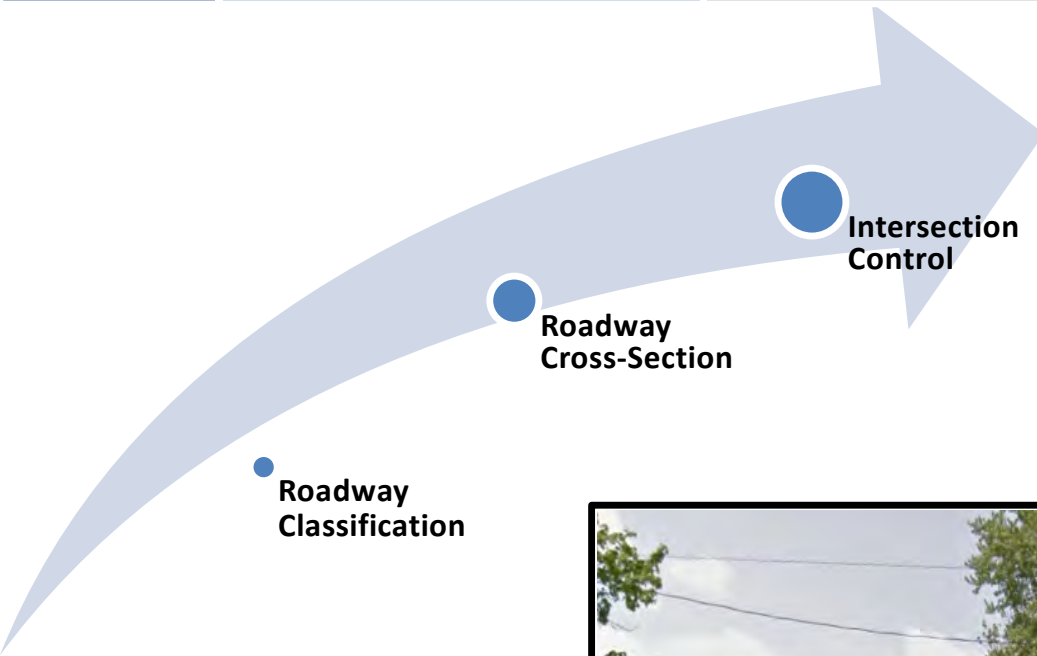 Intersection
Control
Roadway
Cross-Section
Roadway
Classification